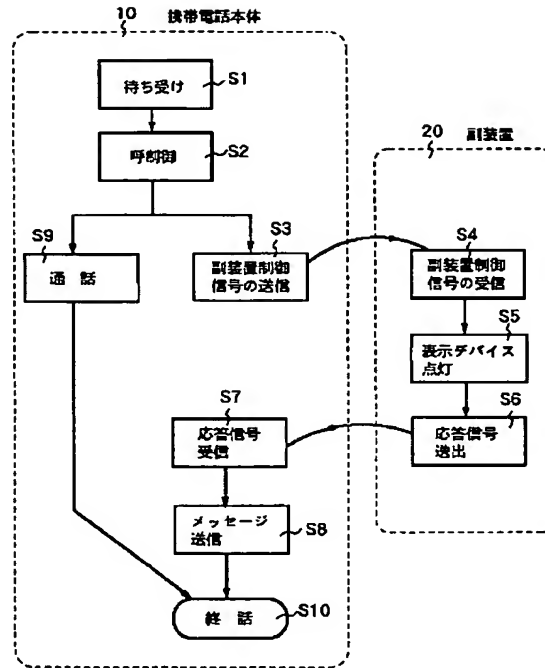 10 携帯電話本体
待ち受け S1
呼制御 S2
20 副装置
S9
通 話
S3
副装置制御
信号の送信
S4
副装置制御
信号の受信
S5
表示デバイス
点灯
S6
応答信号
送出
S7
応答信号
受信
メッセージ
送信
S8
終 話 S10